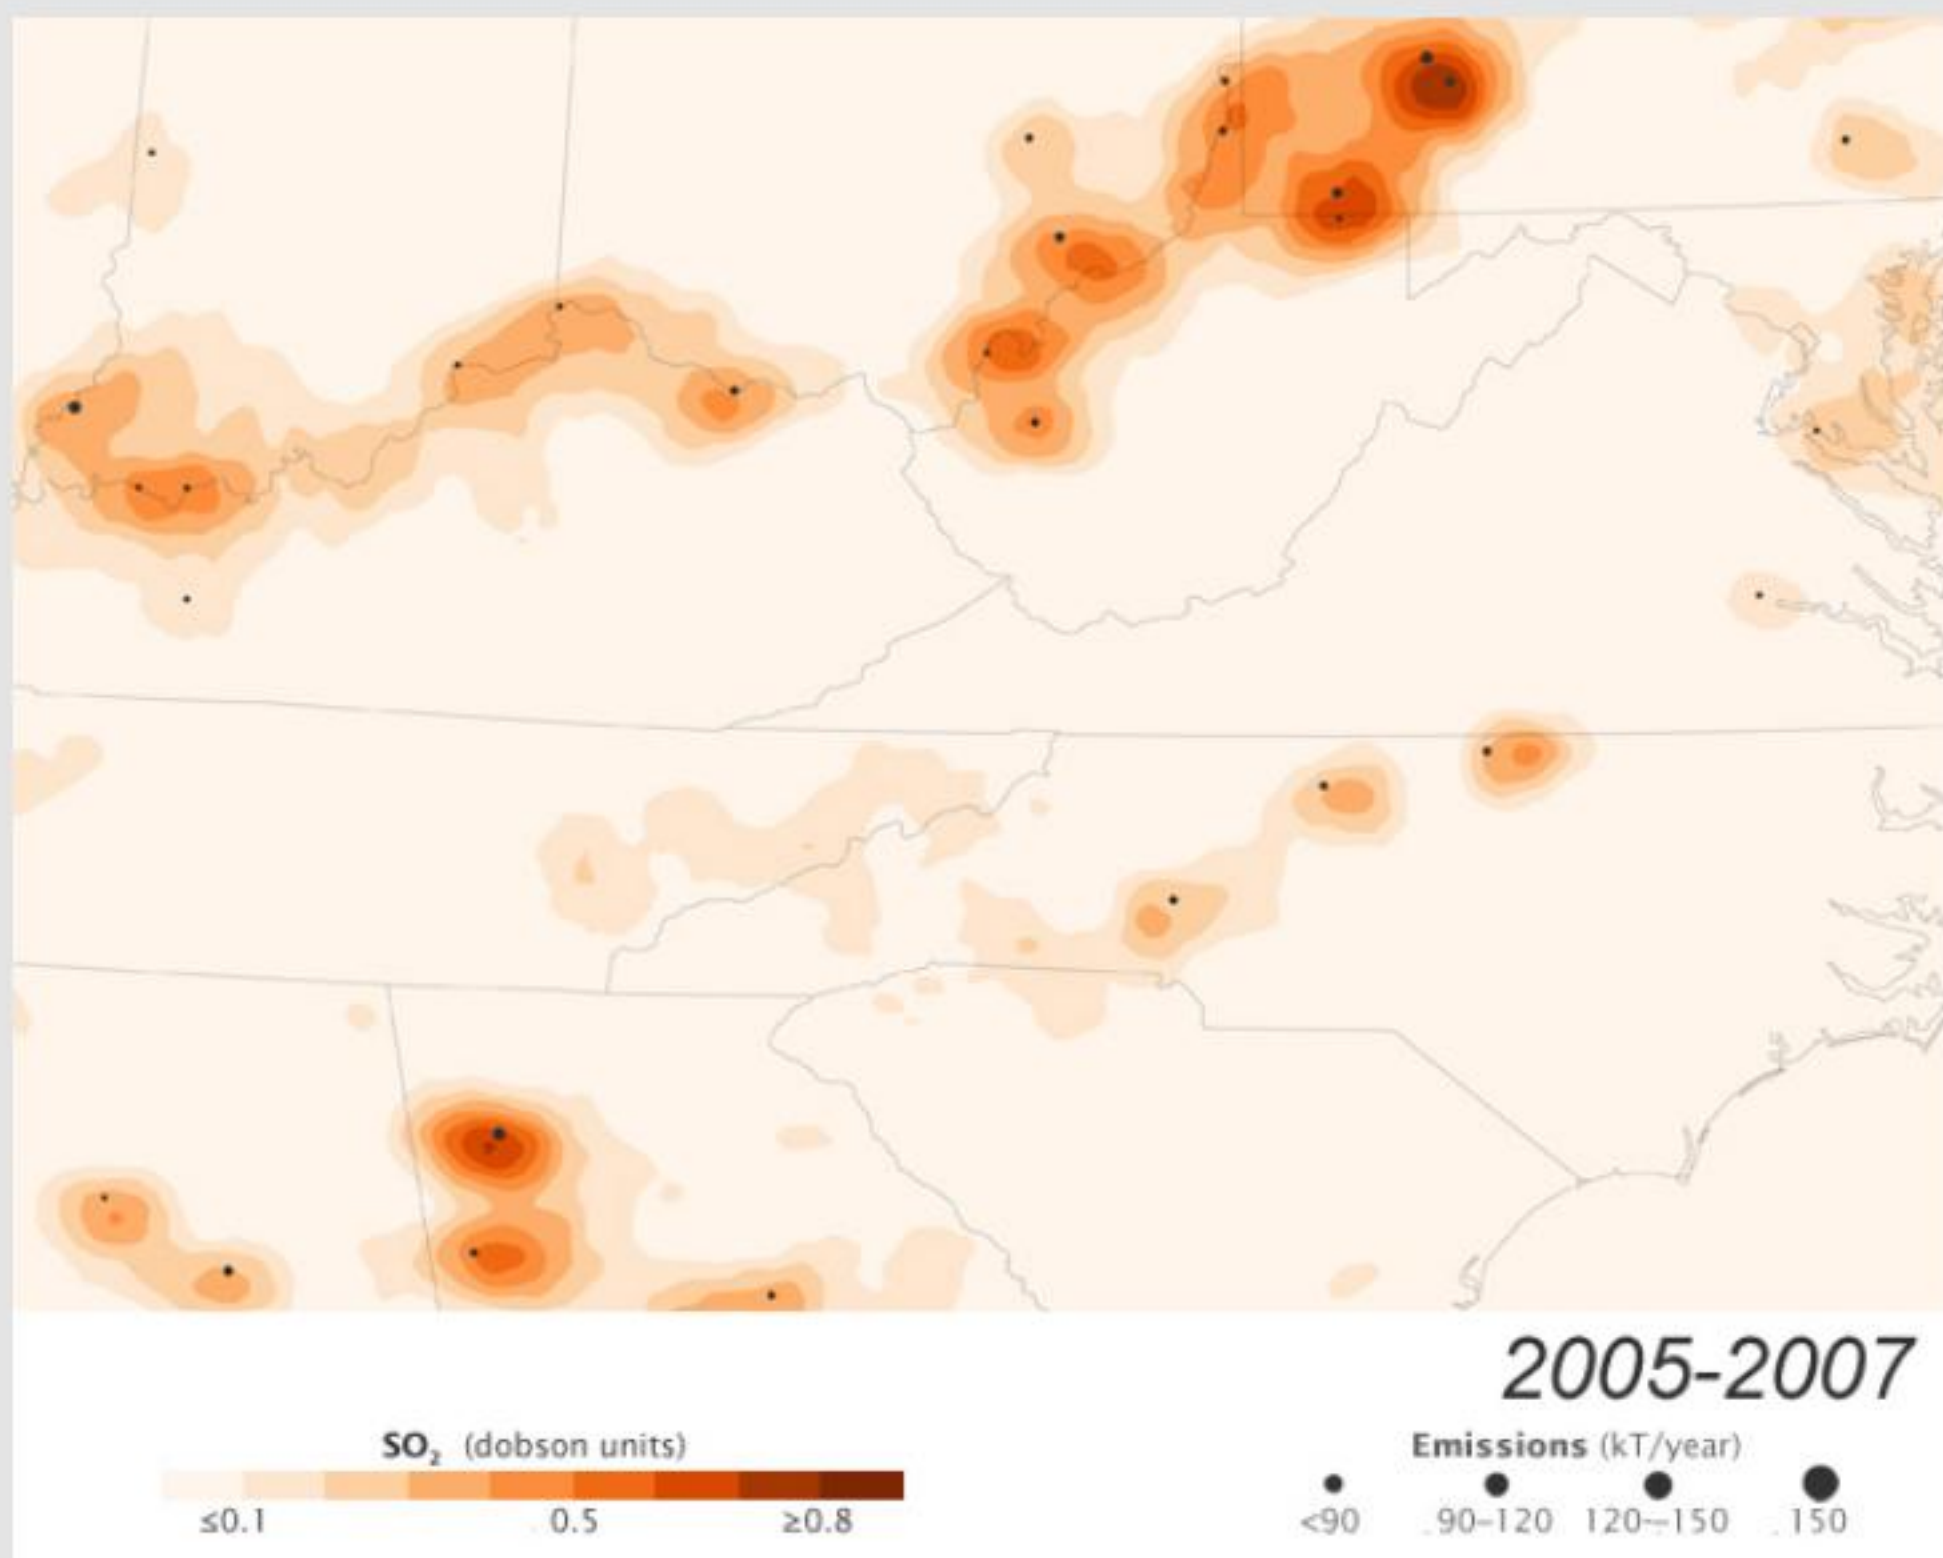 2005-2007
SO2 (dobson units)
≤0.1 0.5 ≥0.8
Emissions (kT/year)
<90 90–120 120–150 150